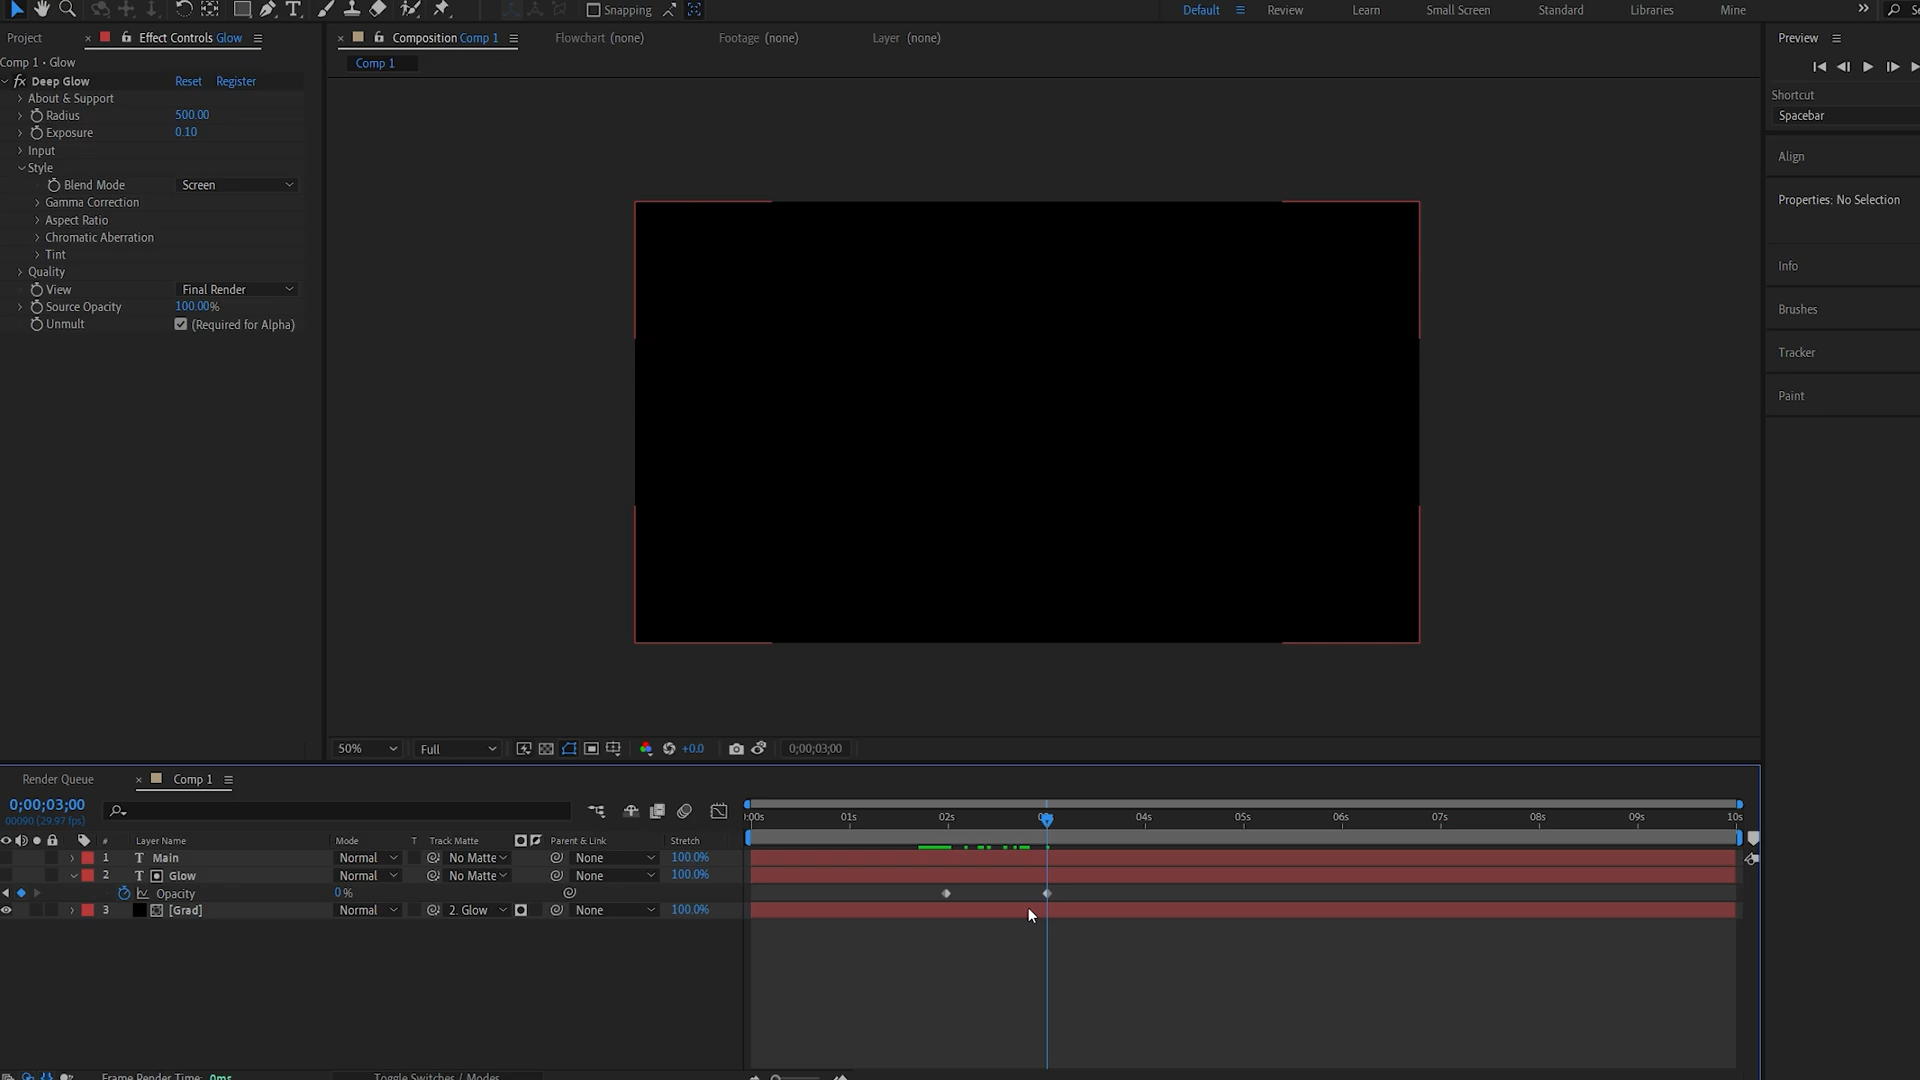 Snapping
Default
Review
Learn
Small Screen
Standard
Libraries
Mine
Project
Effect Controls Glow
Composition Comp 1
Flowchart (none)
Footage (none)
Layer (none)
Preview
Comp 1 • Glow
Comp 1
fx Deep Glow
Reset
Register
About & Support
Radius
500.00
Exposure
0.10
Input
Style
Blend Mode
Screen
Gamma Correction
Aspect Ratio
Chromatic Aberration
Tint
Quality
View
Final Render
Source Opacity
100.00%
Unmult
(Required for Alpha)
Shortcut
Spacebar
Align
Properties: No Selection
Info
Brushes
Tracker
Paint
50%
Full
+0.0
0;00;03;00
Render Queue
Comp 1
0;00;03;00
00090 (29.97 fps)
:00s
01s
02s
04s
05s
06s
07s
08s
09s
10s
#
Layer Name
Mode
T
Track Matte
Parent & Link
Stretch
1
T
Main
Normal
No Matte
None
100.0%
2
T
Glow
Normal
No Matte
None
100.0%
Opacity
0%
3
[Grad]
Normal
2. Glow
None
100.0%
Frame Render Time: 0ms
Toggle Switches / Modes